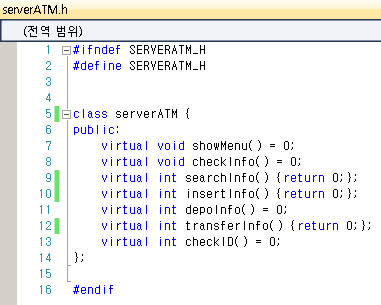 serverATM.h
(전역 범위)
1 #ifndef SERVERATM_H
2 #define SERVERATM_H
3
4
5 class serverATM {
6 public:
7 virtual void showMenu() = 0;
8 virtual void checkInfo() = 0;
9 virtual int searchInfo() {return 0;};
10 virtual int insertInfo() {return 0;};
11 virtual int depoInfo() = 0;
12 virtual int transferInfo() {return 0;};
13 virtual int checkID() = 0;
14 };
15
16 #endif